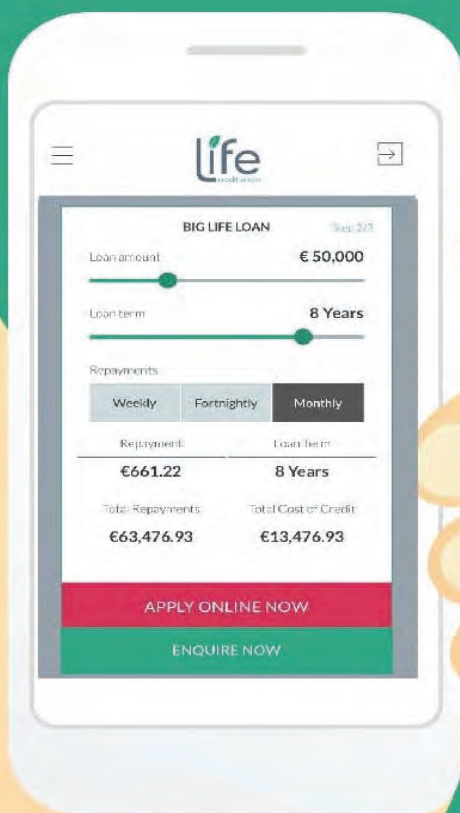 life
credit union
BIG LIFE LOAN Step 2/3
Loan amount € 50,000
Loan term 8 Years
Repayments
Weekly Fortnightly Monthly
Repayment Loan Term
€661.22 8 Years
Total Repayments Total Cost of Credit
€63,476.93 €13,476.93
APPLY ONLINE NOW
ENQUIRE NOW